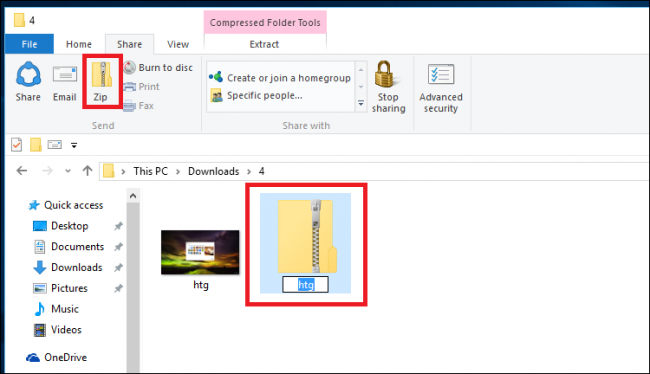 4
Compressed Folder Tools
File Home Share View Extract
Share Email Zip
Burn to disc
Print
Fax
Send
Create or join a homegroup
Specific people...
Share with
Stop sharing
Advanced security
This PC Downloads 4
Quick access
Desktop
Documents
Downloads
Pictures
Music
Videos
OneDrive
htg
htg